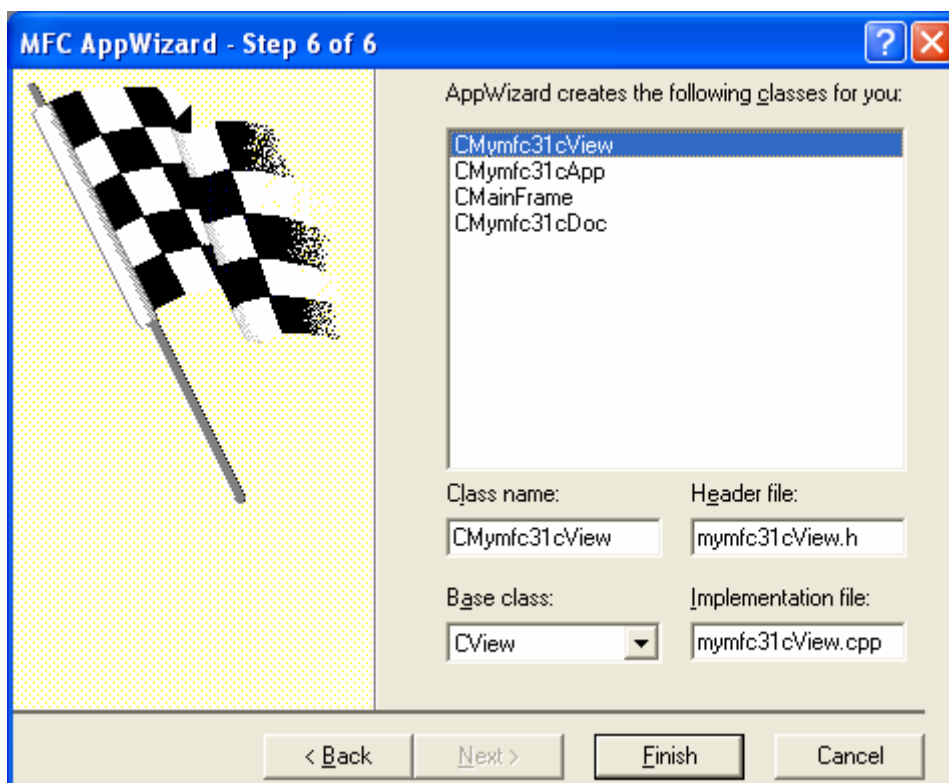 MFC AppWizard - Step 6 of 6
AppWizard creates the following classes for you:
CMymfc31cView
CMymfc31cApp
CMainFrame
CMymfc31cDoc
Class name:
Header file:
CMymfc31cView
mymfc31cView.h
Base class:
Implementation file:
CView
mymfc31cView.cpp
< Back
Next >
Finish
Cancel